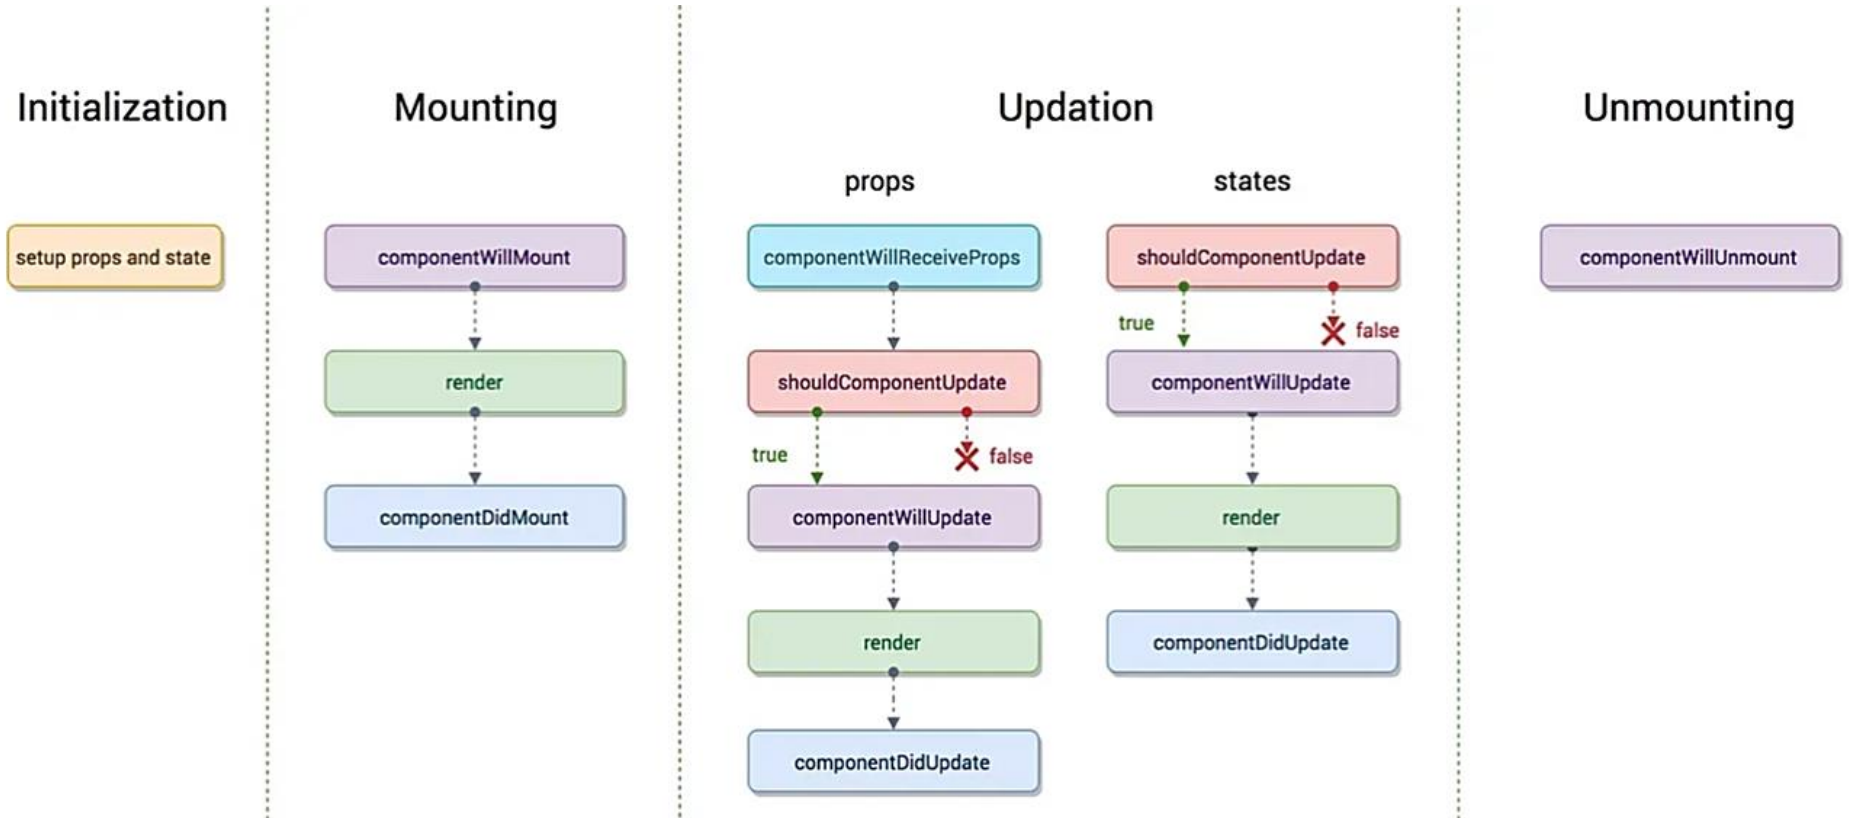 Initialization
setup props and state
Mounting
componentWillMount
render
componentDidMount
Updation
props
componentWillReceiveProps
shouldComponentUpdate
true
false
componentWillUpdate
render
componentDidUpdate
states
shouldComponentUpdate
true
false
componentWillUpdate
render
componentDidUpdate
Unmounting
componentWillUnmount